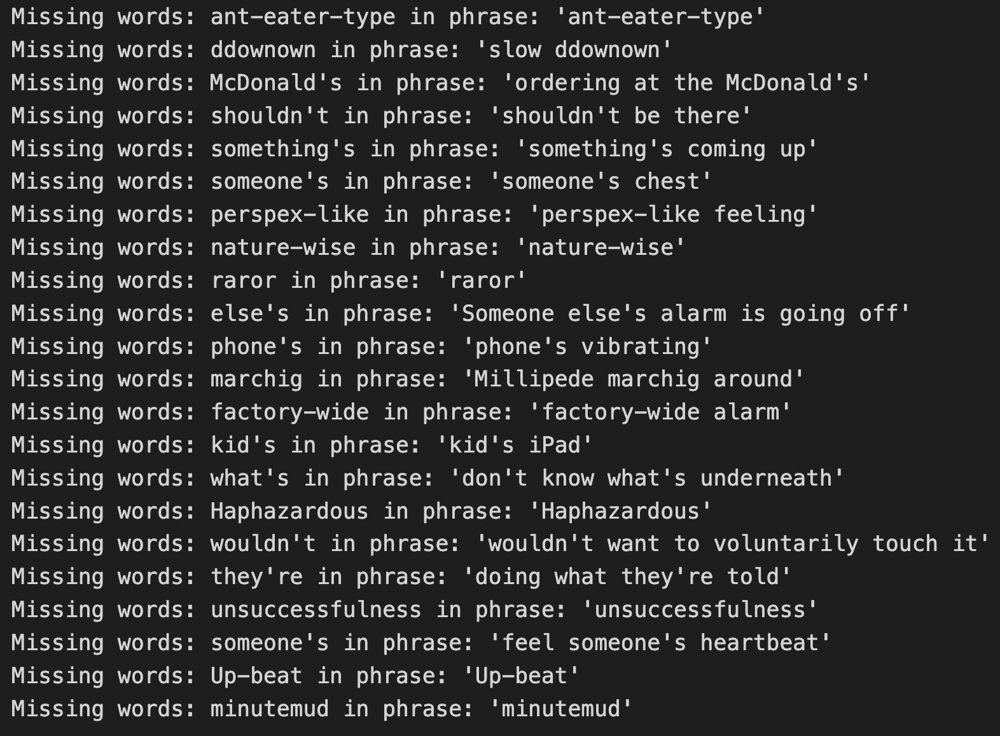 Missing words: ant-eater-type in phrase: 'ant-eater-type'
Missing words: ddownown in phrase: 'slow ddownown'
Missing words: McDonald's in phrase: 'ordering at the McDonald's'
Missing words: shouldn't in phrase: 'shouldn't be there'
Missing words: something's in phrase: 'something's coming up'
Missing words: someone's in phrase: 'someone's chest'
Missing words: perspex-like in phrase: 'perspex-like feeling'
Missing words: nature-wise in phrase: 'nature-wise'
Missing words: raror in phrase: 'raror'
Missing words: else's in phrase: 'Someone else's alarm is going off'
Missing words: phone's in phrase: 'phone's vibrating'
Missing words: marchig in phrase: 'Millipede marchig around'
Missing words: factory-wide in phrase: 'factory-wide alarm'
Missing words: kid's in phrase: 'kid's iPad'
Missing words: what's in phrase: 'don't know what's underneath'
Missing words: Haphazardous in phrase: 'Haphazardous'
Missing words: wouldn't in phrase: 'wouldn't want to voluntarily touch it'
Missing words: they're in phrase: 'doing what they're told'
Missing words: unsuccessfulness in phrase: 'unsuccessfulness'
Missing words: someone's in phrase: 'feel someone's heartbeat'
Missing words: Up-beat in phrase: 'Up-beat'
Missing words: minutemud in phrase: 'minutemud'